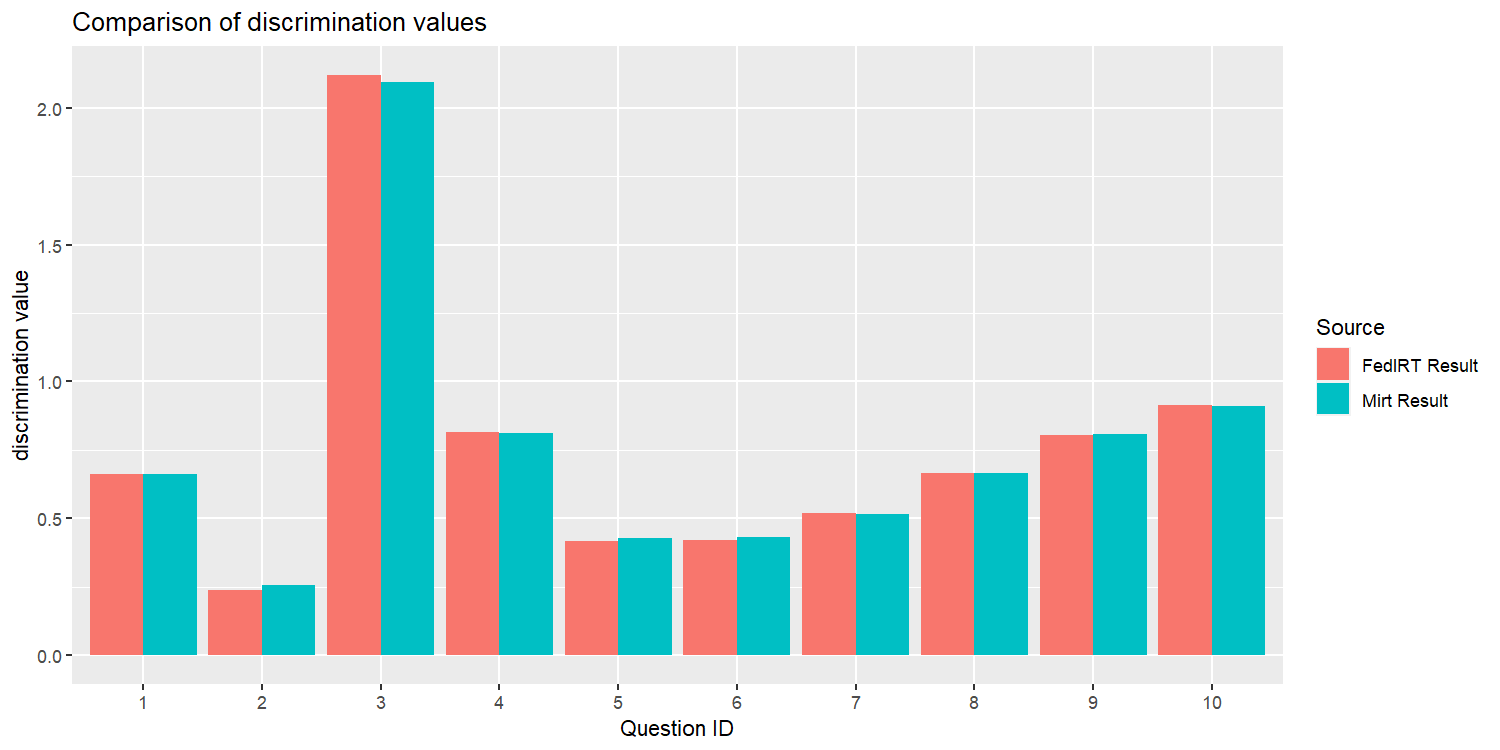 Comparison of discrimination values
discrimination value
2.0
1.5
1.0
0.5
0.0
1 2 3 4 5 6 7 8 9 10
Question ID
Source
FedIRT Result
Mirt Result